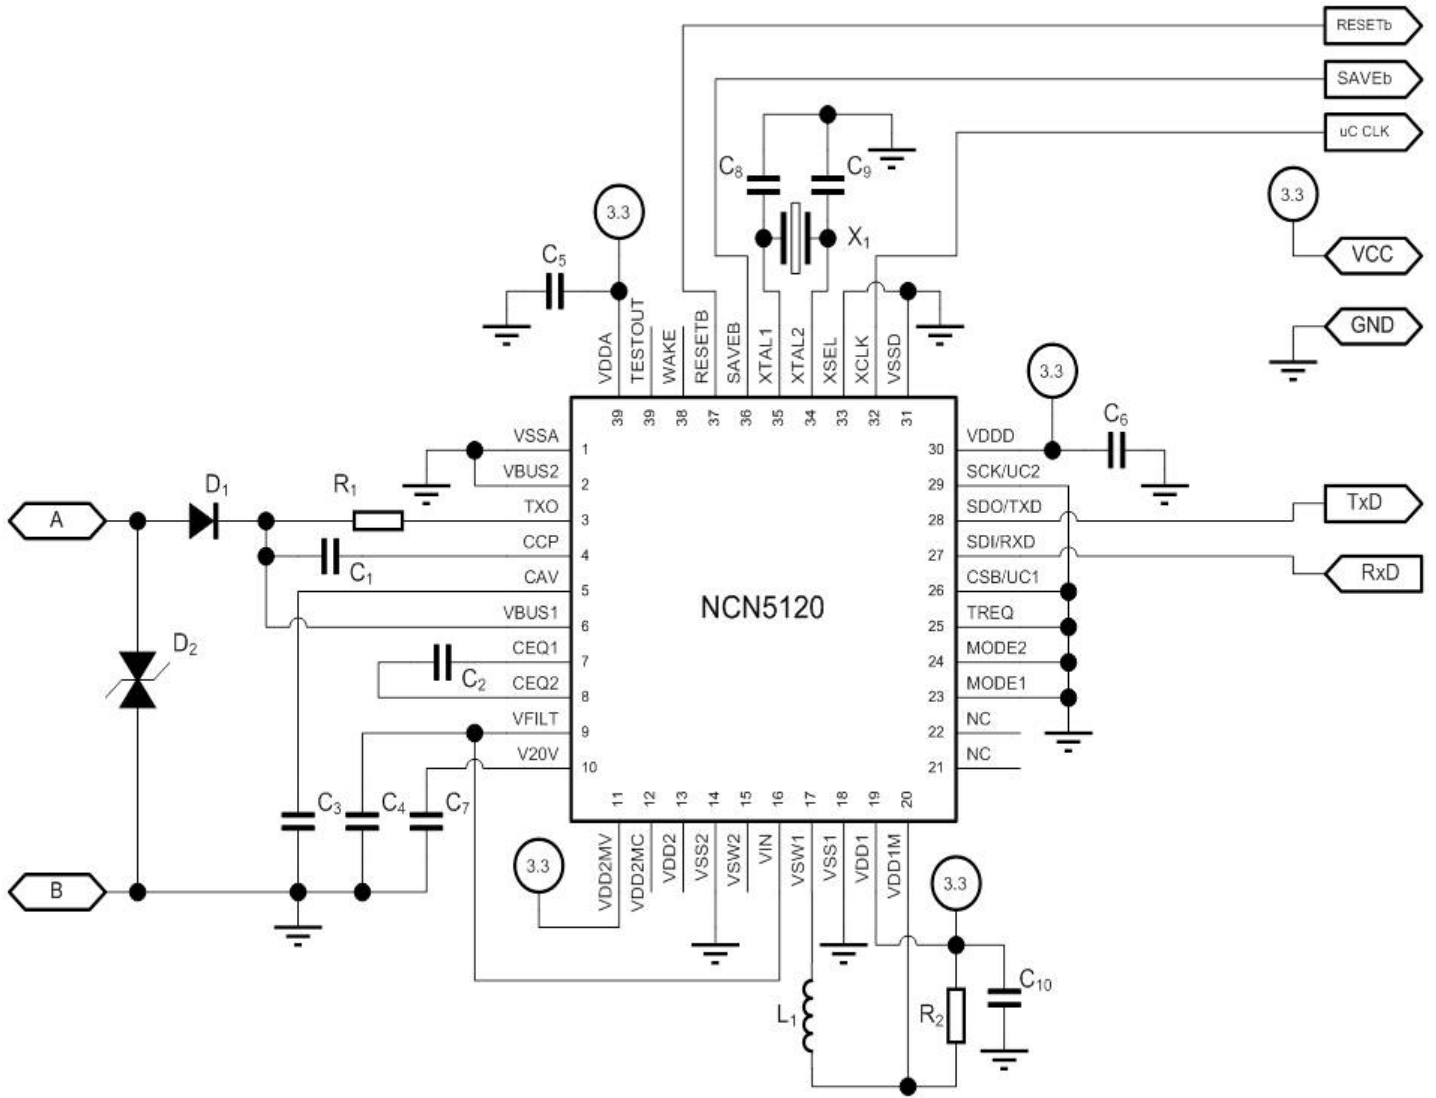 RESETb
SAVEb
uC CLK
C8
C9
X1
3.3
3.3
VCC
GND
C5
VDDA
TESTOUT
WAKE
RESETB
SAVEB
XTAL1
XTAL2
XSEL
XCLK
VSSD
39
39
38
37
36
35
34
33
32
31
3.3
C6
VSSA
1
VBUS2
2
TXO
3
CCP
4
CAV
5
VBUS1
6
CEQ1
7
CEQ2
8
VFILT
9
V20V
10
30
VDDD
29
SCK/UC2
28
SDO/TXD
27
SDI/RXD
26
CSB/UC1
25
TREQ
24
MODE2
23
MODE1
22
NC
21
NC
TxD
RxD
NCN5120
A
D1
R1
C1
D2
C2
C3
C4
C7
B
11
12
13
14
15
16
17
18
19
20
VDD2MV
VDD2MC
VDD2
VSS2
VSW2
VIN
VSW1
VSS1
VDD1
VDD1M
3.3
3.3
L1
R2
C10